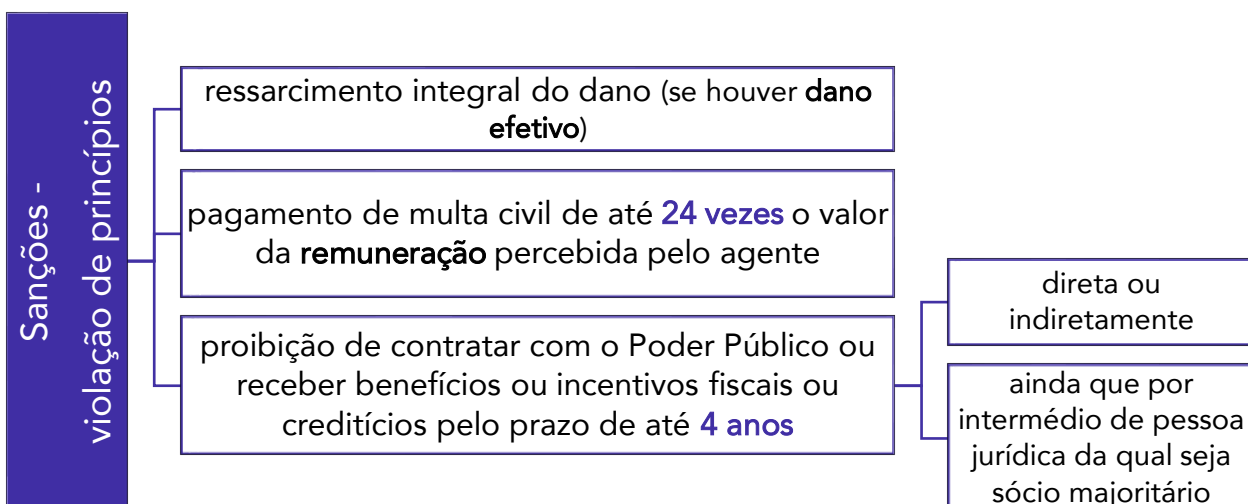 Sanções -
violação de princípios
ressarcimento integral do dano (se houver dano
efetivo)
pagamento de multa civil de até 24 vezes o valor
da remuneração percebida pelo agente
proibição de contratar com o Poder Público ou
receber benefícios ou incentivos fiscais ou
creditícios pelo prazo de até 4 anos
direta ou
indiretamente
ainda que por
intermédio de pessoa
jurídica da qual seja
sócio majoritário